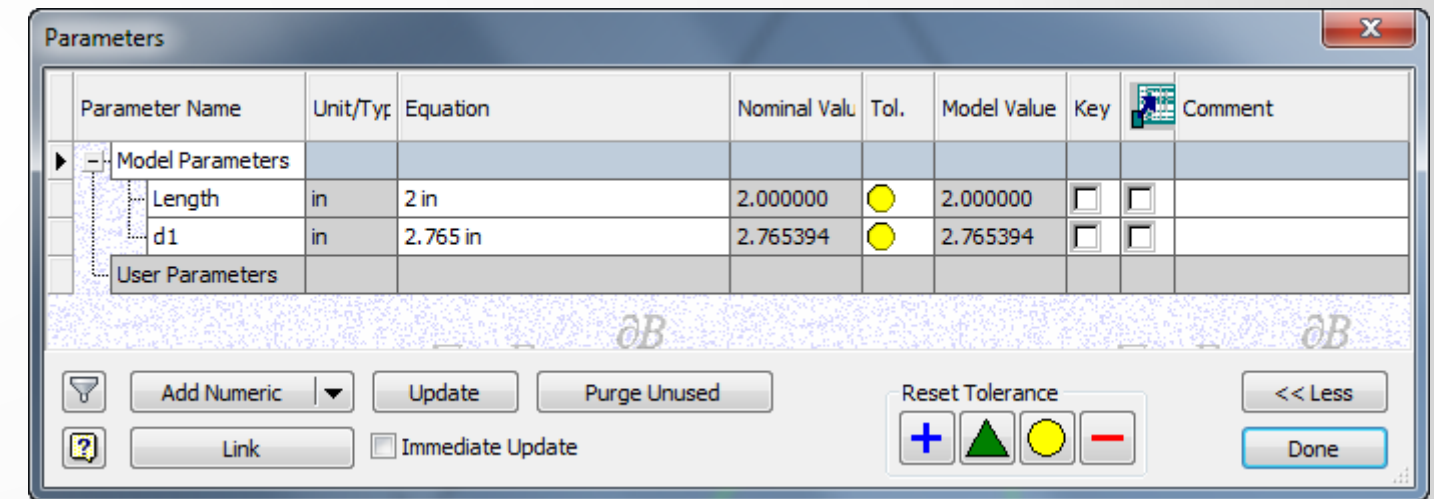 Parameters
Parameter Name Unit/Typ Equation Nominal Valu Tol. Model Value Key Comment
Model Parameters
Length in 2 in 2.000000 2.000000
d1 in 2.765 in 2.765394 2.765394
User Parameters
∂B ∂B
Add Numeric Update Purge Unused Reset Tolerance << Less
Link Immediate Update Done